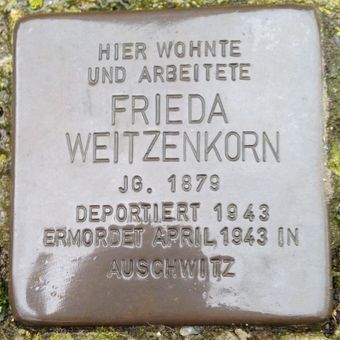 HIER WOHNTE
UND ARBEITETE
FRIEDA
WEITZENKORN
JG. 1879
DEPORTIERT 1943
ERMORDET APRIL 1943 IN
AUSCHWITZ